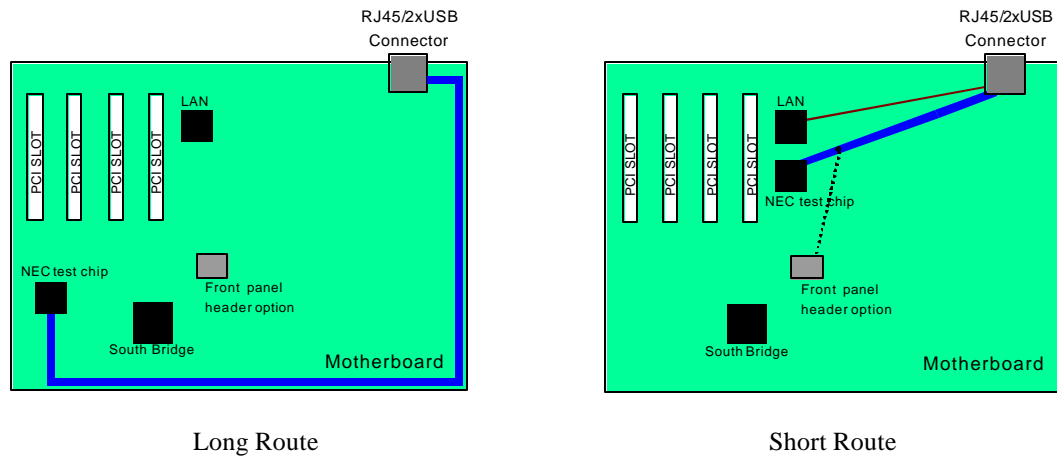 RJ45/2xUSB
Connector
LAN
PCI SLOT
PCI SLOT
PCI SLOT
PCI SLOT
NEC test chip
Front panel
header option
South Bridge
Motherboard
Long Route
RJ45/2xUSB
Connector
LAN
PCI SLOT
PCI SLOT
PCI SLOT
PCI SLOT
NEC test chip
Front panel
header option
South Bridge
Motherboard
Short Route